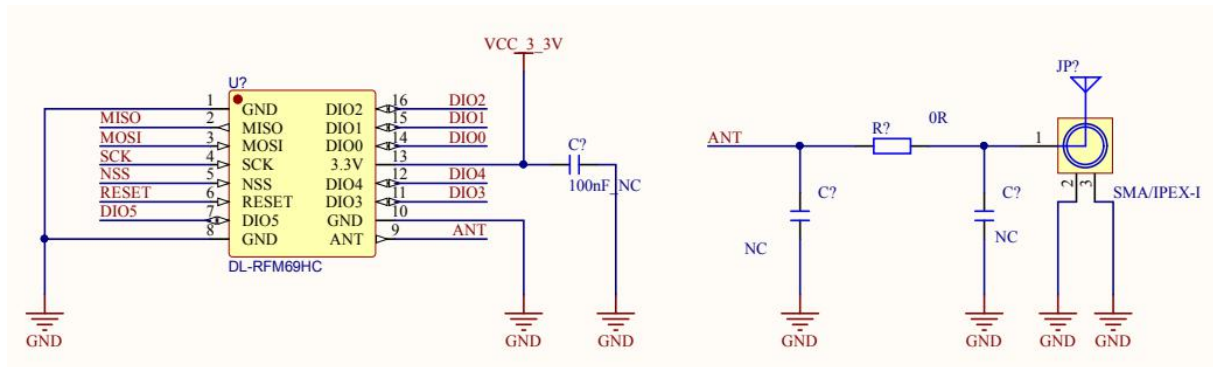 VCC_3_3V
U?
1 GND DIO2 16 DIO2
MISO 2 MISO DIO1 15 DIO1
MOSI 3 MOSI DIO0 14 DIO0
SCK 4 SCK 3.3V 13
NSS 5 NSS DIO4 12 DIO4
RESET 6 RESET DIO3 11 DIO3
DIO5 7 DIO5 GND 10
8 GND ANT 9 ANT
DL-RFM69HC
C?
100nF_NC
GND
GND
GND
ANT
R?
0R
JP?
1
2
3
SMA/IPEX-I
C?
NC
C?
NC
GND
GND
GND
GND